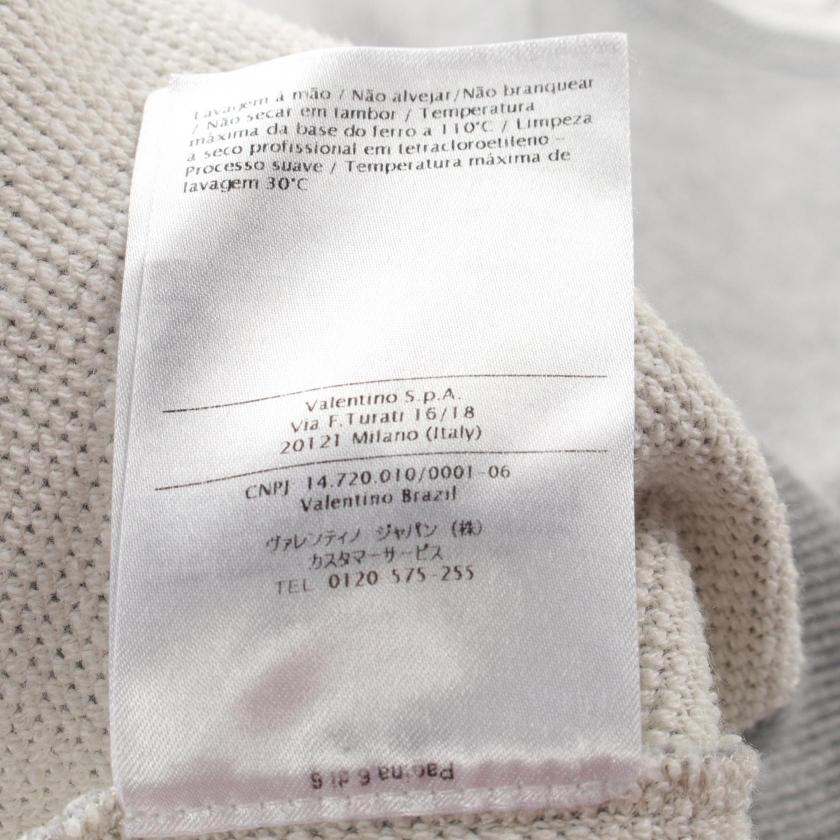 Lavagem à mão / Não alvejar/Não branquear
/ Não secar em tambor / Temperatura
máxima da base do ferro a 110°C / Limpeza
a seco profissional em tetracloroetileno –
Processo suave / Temperatura máxima de
lavagem 30°C
Valentino S.p.A.
Via F.Turati 16/18
20121 Milano (Italy)
CNPJ 14.720.010/0001-06
Valentino Brazil
ヴァレンティノ ジャパン (株)
カスタマーサービス
TEL 0120 575-255
Pagina 6 di 6